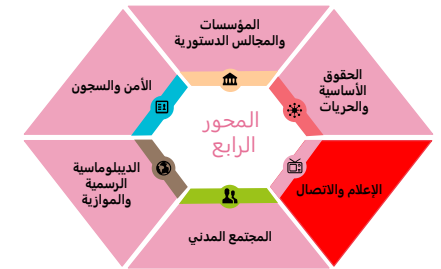 المؤسسات
والمجالس الدستورية
الحقوق
الأساسية
والحريات
الإعلام والاتصال
المجتمع المدني
الديبلوماسية
الرسمية
والموازية
الأمن والسجون
المحور
الرابع